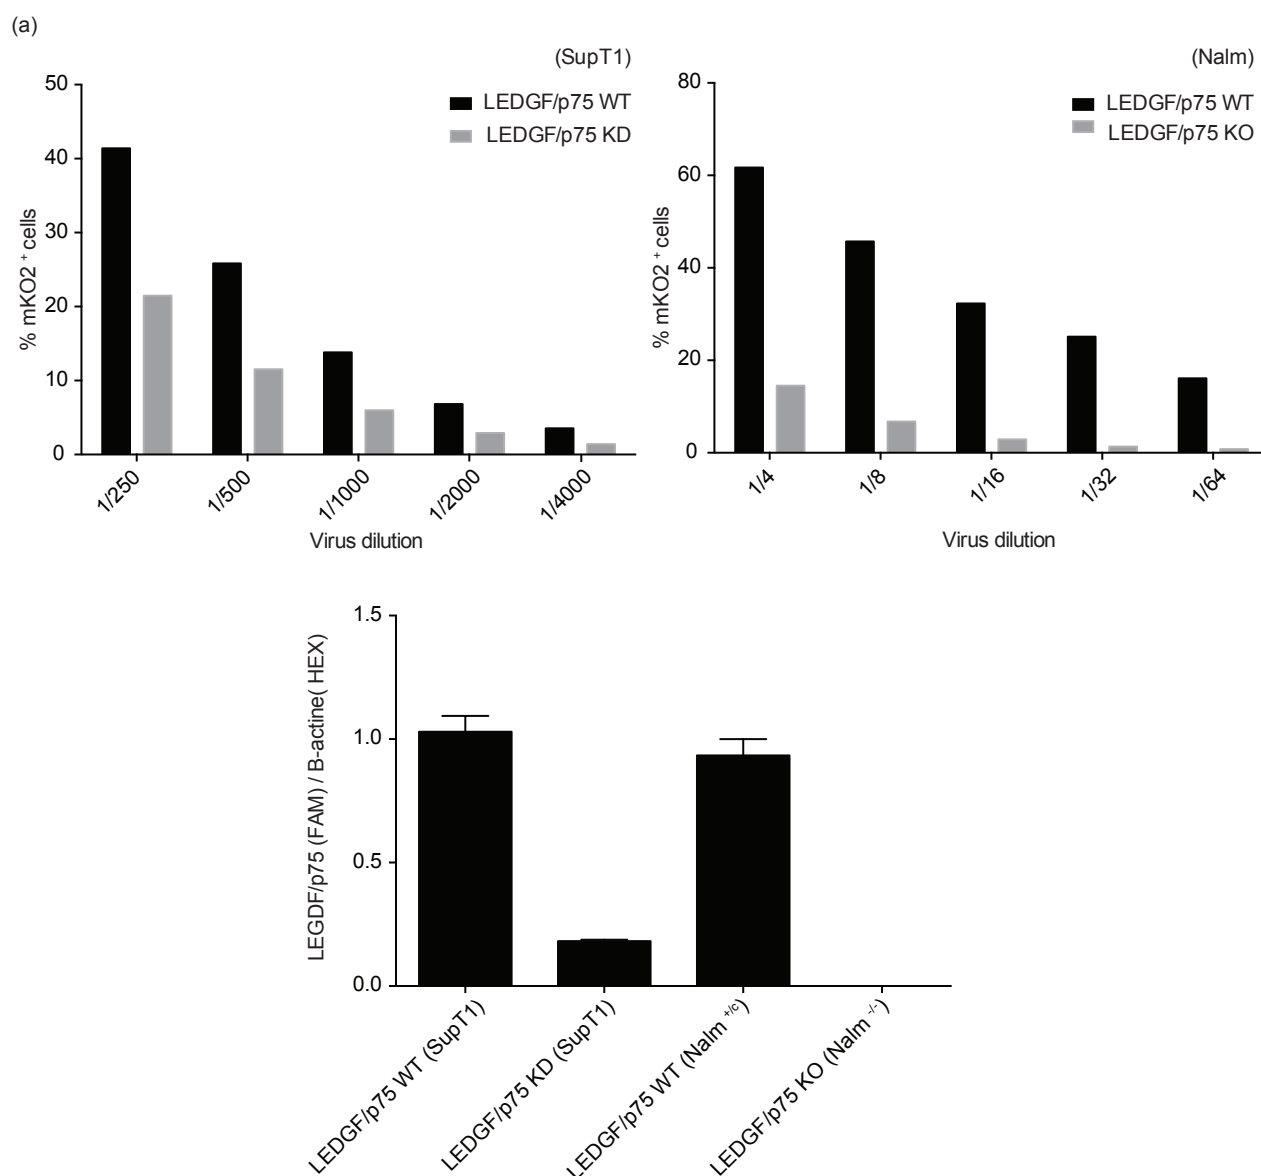 (a)
(SupT1)
LEDGF/p75 WT
LEDGF/p75 KD
% mKO2 + cells
50
40
30
20
10
0
1/250
1/500
1/1000
1/2000
1/4000
Virus dilution
(Nalm)
LEDGF/p75 WT
LEDGF/p75 KO
% mKO2 + cells
80
60
40
20
0
1/4
1/8
1/16
1/32
1/64
Virus dilution
LEGDF/p75 (FAM) / B-actine( HEX)
1.5
1.0
0.5
0.0
LEDGF/p75 WT (SupT1)
LEDGF/p75 KD (SupT1)
LEDGF/p75 WT (Nalm +/c)
LEDGF/p75 KO (Nalm -/-)